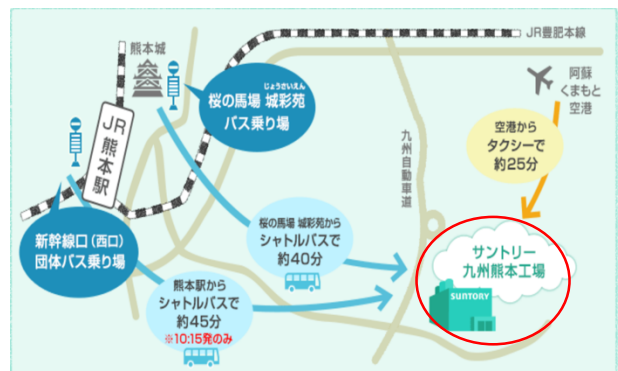 JR豊肥本線
熊本城
じょうさいえん
桜の馬場 城彩苑
バス乗り場
阿蘇
くまもと
空港
JR熊本駅
空港から
タクシーで
約25分
九州自動車道
新幹線口(西口)
団体バス乗り場
桜の馬場 城彩苑から
シャトルバスで
約40分
サントリー
九州熊本工場
SUNTORY
熊本駅から
シャトルバスで
約45分
※10:15発のみ